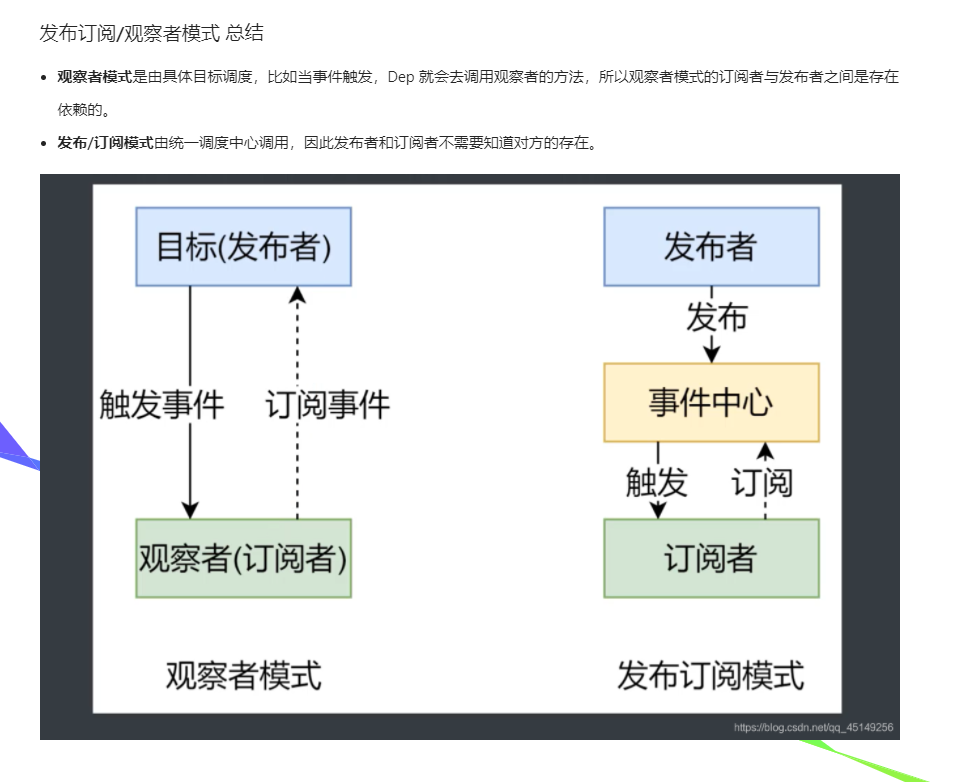 发布订阅/观察者模式 总结
观察者模式是由具体目标调度，比如当事件触发，Dep 就会去调用观察者的方法，所以观察者模式的订阅者与发布者之间是存在
依赖的。
发布/订阅模式由统一调度中心调用，因此发布者和订阅者不需要知道对方的存在。
目标(发布者)
触发事件
订阅事件
观察者(订阅者)
观察者模式
发布者
发布
事件中心
触发
订阅
订阅者
发布订阅模式
https://blog.csdn.net/qq_45149256